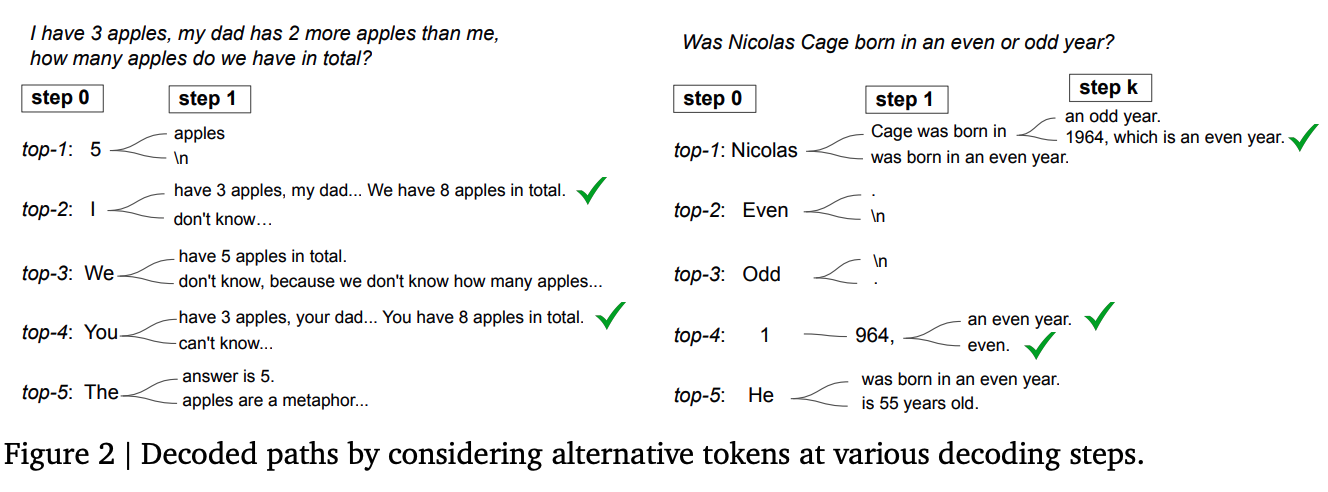 I have 3 apples, my dad has 2 more apples than me,
how many apples do we have in total?
step 0
step 1
top-1: 5
apples
\n
top-2: I
have 3 apples, my dad... We have 8 apples in total.
don't know…
top-3: We
have 5 apples in total.
don't know, because we don't know how many apples...
top-4: You
have 3 apples, your dad... You have 8 apples in total.
can't know...
top-5: The
answer is 5.
apples are a metaphor...
Was Nicolas Cage born in an even or odd year?
step 0
step 1
step k
top-1: Nicolas
Cage was born in
an odd year.
1964, which is an even year.
was born in an even year.
top-2: Even
.
\n
top-3: Odd
\n
.
top-4: 1
964,
an even year.
even.
top-5: He
was born in an even year.
is 55 years old.
Figure 2 | Decoded paths by considering alternative tokens at various decoding steps.